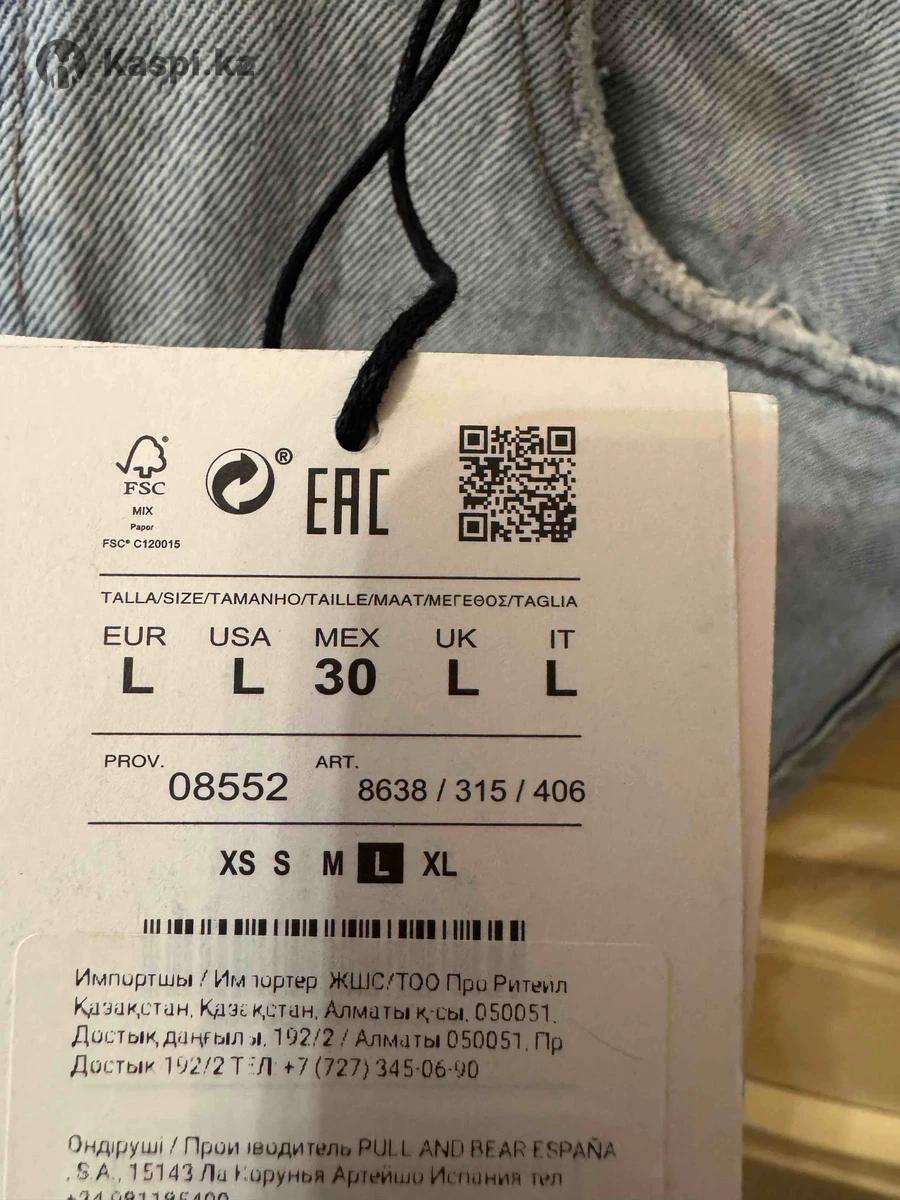 Kaspi.kz
FSC
MIX
Paper
FSC® C120015
®
EAC
TALLA/SIZE/TAMANHO/TAILLE/MAAT/ΜΕΓΕΘΟΣ/TAGLIA
EUR USA MEX UK IT
L L 30 L L
PROV. 08552 ART. 8638 / 315 / 406
XS S M L XL
Импортшы / Импортер ЖШС/ТОО Про Ритейл
Қазақстан, Қазақстан, Алматы қ-сы, 050051,
Достық даңғылы, 192/2 / Алматы 050051, Пр
Достык 192/2 ТЕЛ +7 (727) 345-06-90
Өндіруші / Производитель PULL AND BEAR ESPAÑA
, S.A., 15143 Ла Корунья Артейшо Испания тел
+34 981185400